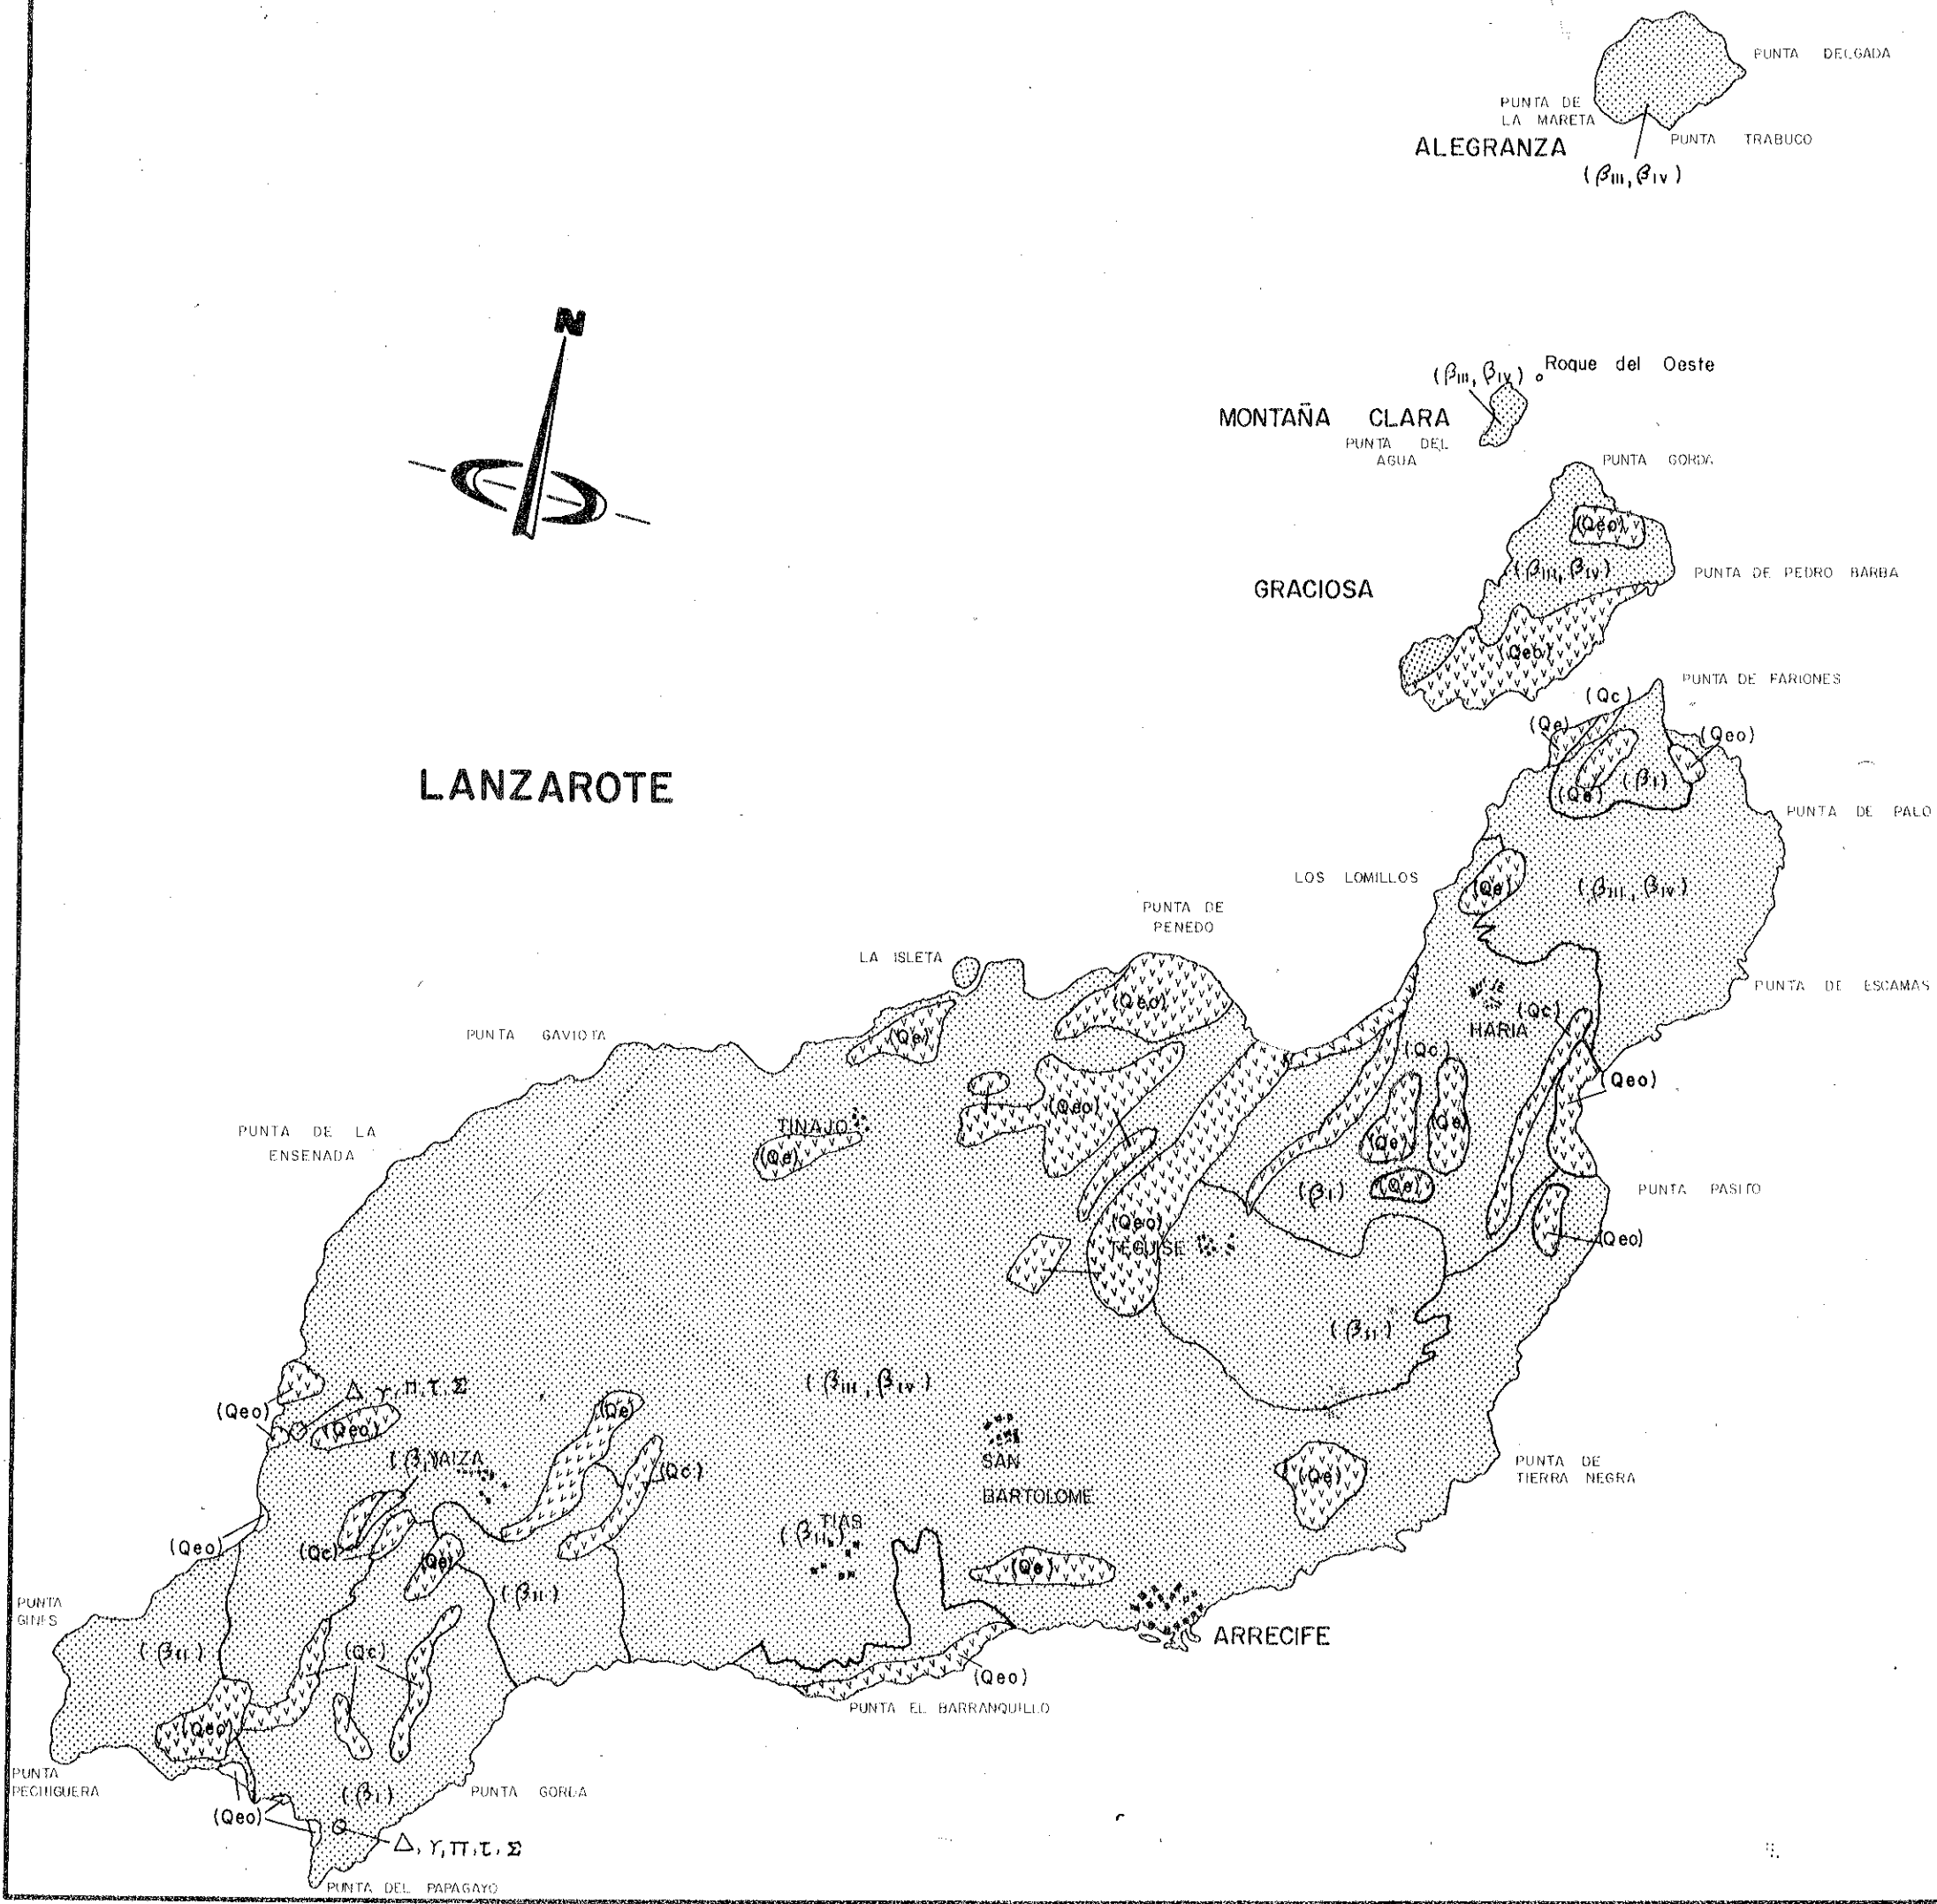 PUNTA DELGADA
PUNTA DE
LA MARETA
ALEGRANZA
PUNTA TRABUCO
(βIII, βIV)
N
(βIII, βIV)
Roque del Oeste
MONTAÑA CLARA
PUNTA DEL
AGUA
PUNTA GORDA
(Qeo)
(βIII, βIV)
PUNTA DE PEDRO BARBA
GRACIOSA
(Qeo)
PUNTA DE FARIONES
(Qc)
(Qe)
(Qeo)
LANZAROTE
(βI)
(Qe)
PUNTA DE PALO
LOS LOMILLOS
(Qe)
(βIII, βIV)
PUNTA DE
PENEDO
LA ISLETA
PUNTA DE ESCAMAS
(Qeo)
(Qc)
PUNTA GAVIOTA
(Qe)
HARIA
(Qc)
(Qeo)
(Qeo)
TINAJO
PUNTA DE LA
ENSENADA
(Qe)
(Qe)
(Qe)
(βI)
(Qe)
PUNTA PASITO
(Qeo)
TEGUISE
(Qeo)
(βII)
(βIII, βIV)
Δ, γ, π, τ, Σ
(Qeo)
(Qeo)
(Qe)
(βI)
YAIZA
(Qc)
SAN
BARTOLOME
(Qe)
PUNTA DE
TIERRA NEGRA
TIAS
(βII)
(Qeo)
(Qc)
(Qe)
(Qe)
(βII)
PUNTA
GINES
ARRECIFE
(βII)
(Qc)
(Qeo)
PUNTA EL BARRANQUILLO
(Qeo)
PUNTA
PECHIGUERA
(βI)
PUNTA GORDA
(Qeo)
Δ, γ, π, τ, Σ
PUNTA DEL PAPAGAYO